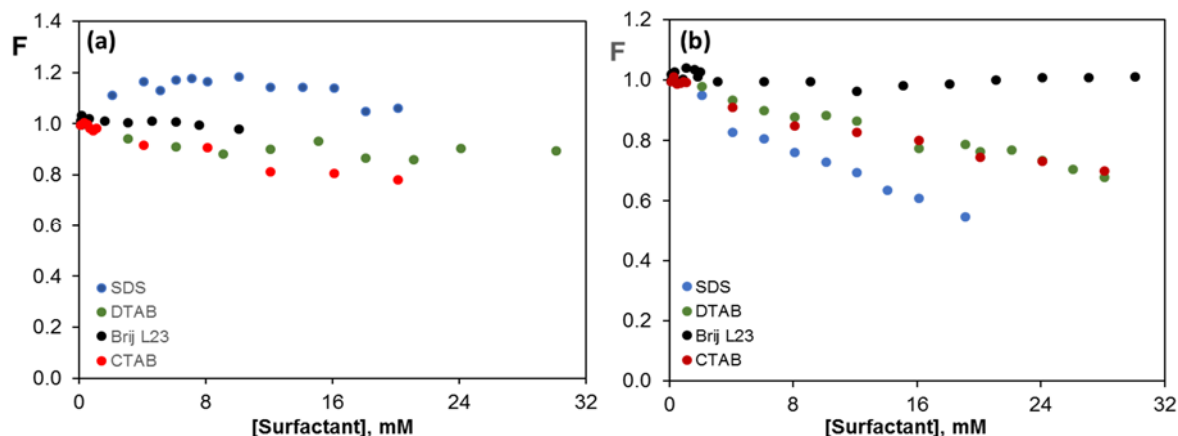 F
(a)
1.4
1.2
1.0
0.8
0.6
0.4
0.2
0.0
SDS
DTAB
Brij L23
CTAB
0
8
16
24
32
[Surfactant], mM
F
(b)
1.2
1.0
0.8
0.6
0.4
0.2
0.0
SDS
DTAB
Brij L23
CTAB
0
8
16
24
32
[Surfactant], mM